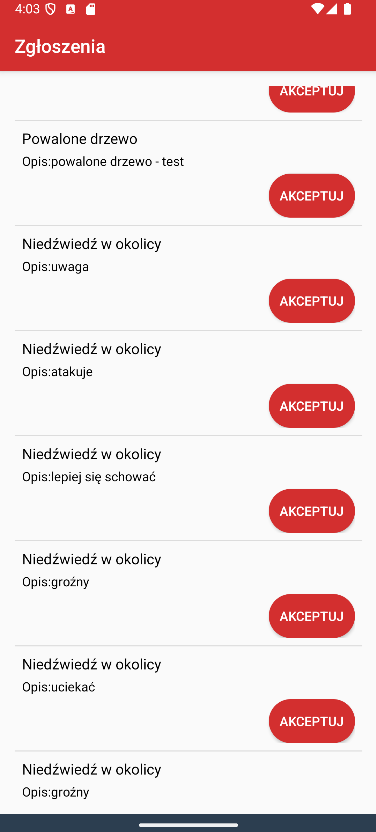 4:03
Zgłoszenia
AKCEPTUJ
Powalone drzewo
Opis:powalone drzewo - test
AKCEPTUJ
Niedźwiedź w okolicy
Opis:uwaga
AKCEPTUJ
Niedźwiedź w okolicy
Opis:atakuje
AKCEPTUJ
Niedźwiedź w okolicy
Opis:lepiej się schować
AKCEPTUJ
Niedźwiedź w okolicy
Opis:groźny
AKCEPTUJ
Niedźwiedź w okolicy
Opis:uciekać
AKCEPTUJ
Niedźwiedź w okolicy
Opis:groźny